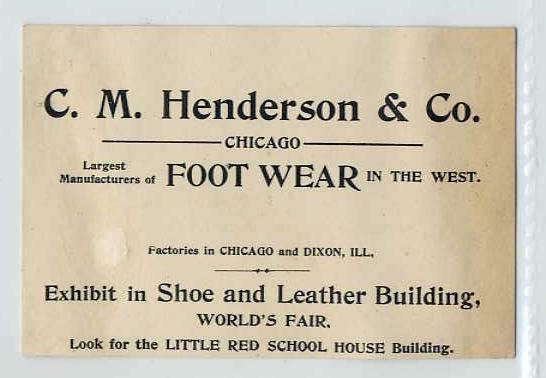 C. M. Henderson & Co.
CHICAGO
Largest Manufacturers of FOOT WEAR IN THE WEST.
Factories in CHICAGO and DIXON, ILL.
Exhibit in Shoe and Leather Building,
WORLD'S FAIR.
Look for the LITTLE RED SCHOOL HOUSE Building.